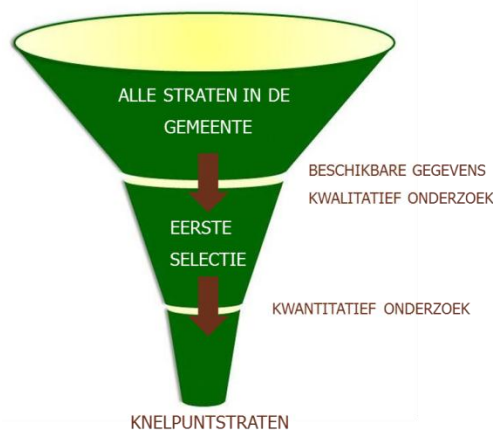 ALLE STRATEN IN DE
GEMEENTE
BESCHIKBARE GEGEVENS
KWALITATIEF ONDERZOEK
EERSTE
SELECTIE
KWANTITATIEF ONDERZOEK
KNELPUNTSTRATEN